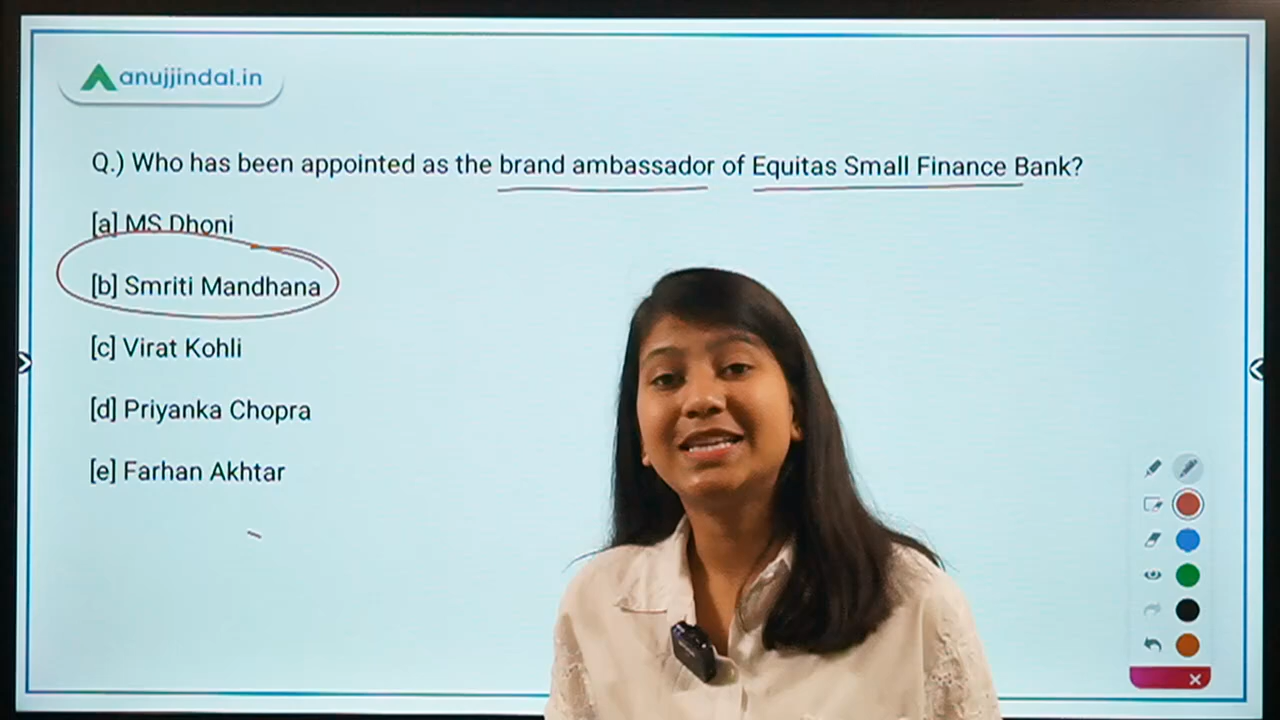 anujjindal.in
Q.) Who has been appointed as the brand ambassador of Equitas Small Finance Bank?
[a] MS Dhoni
[b] Smriti Mandhana
[c] Virat Kohli
[d] Priyanka Chopra
[e] Farhan Akhtar